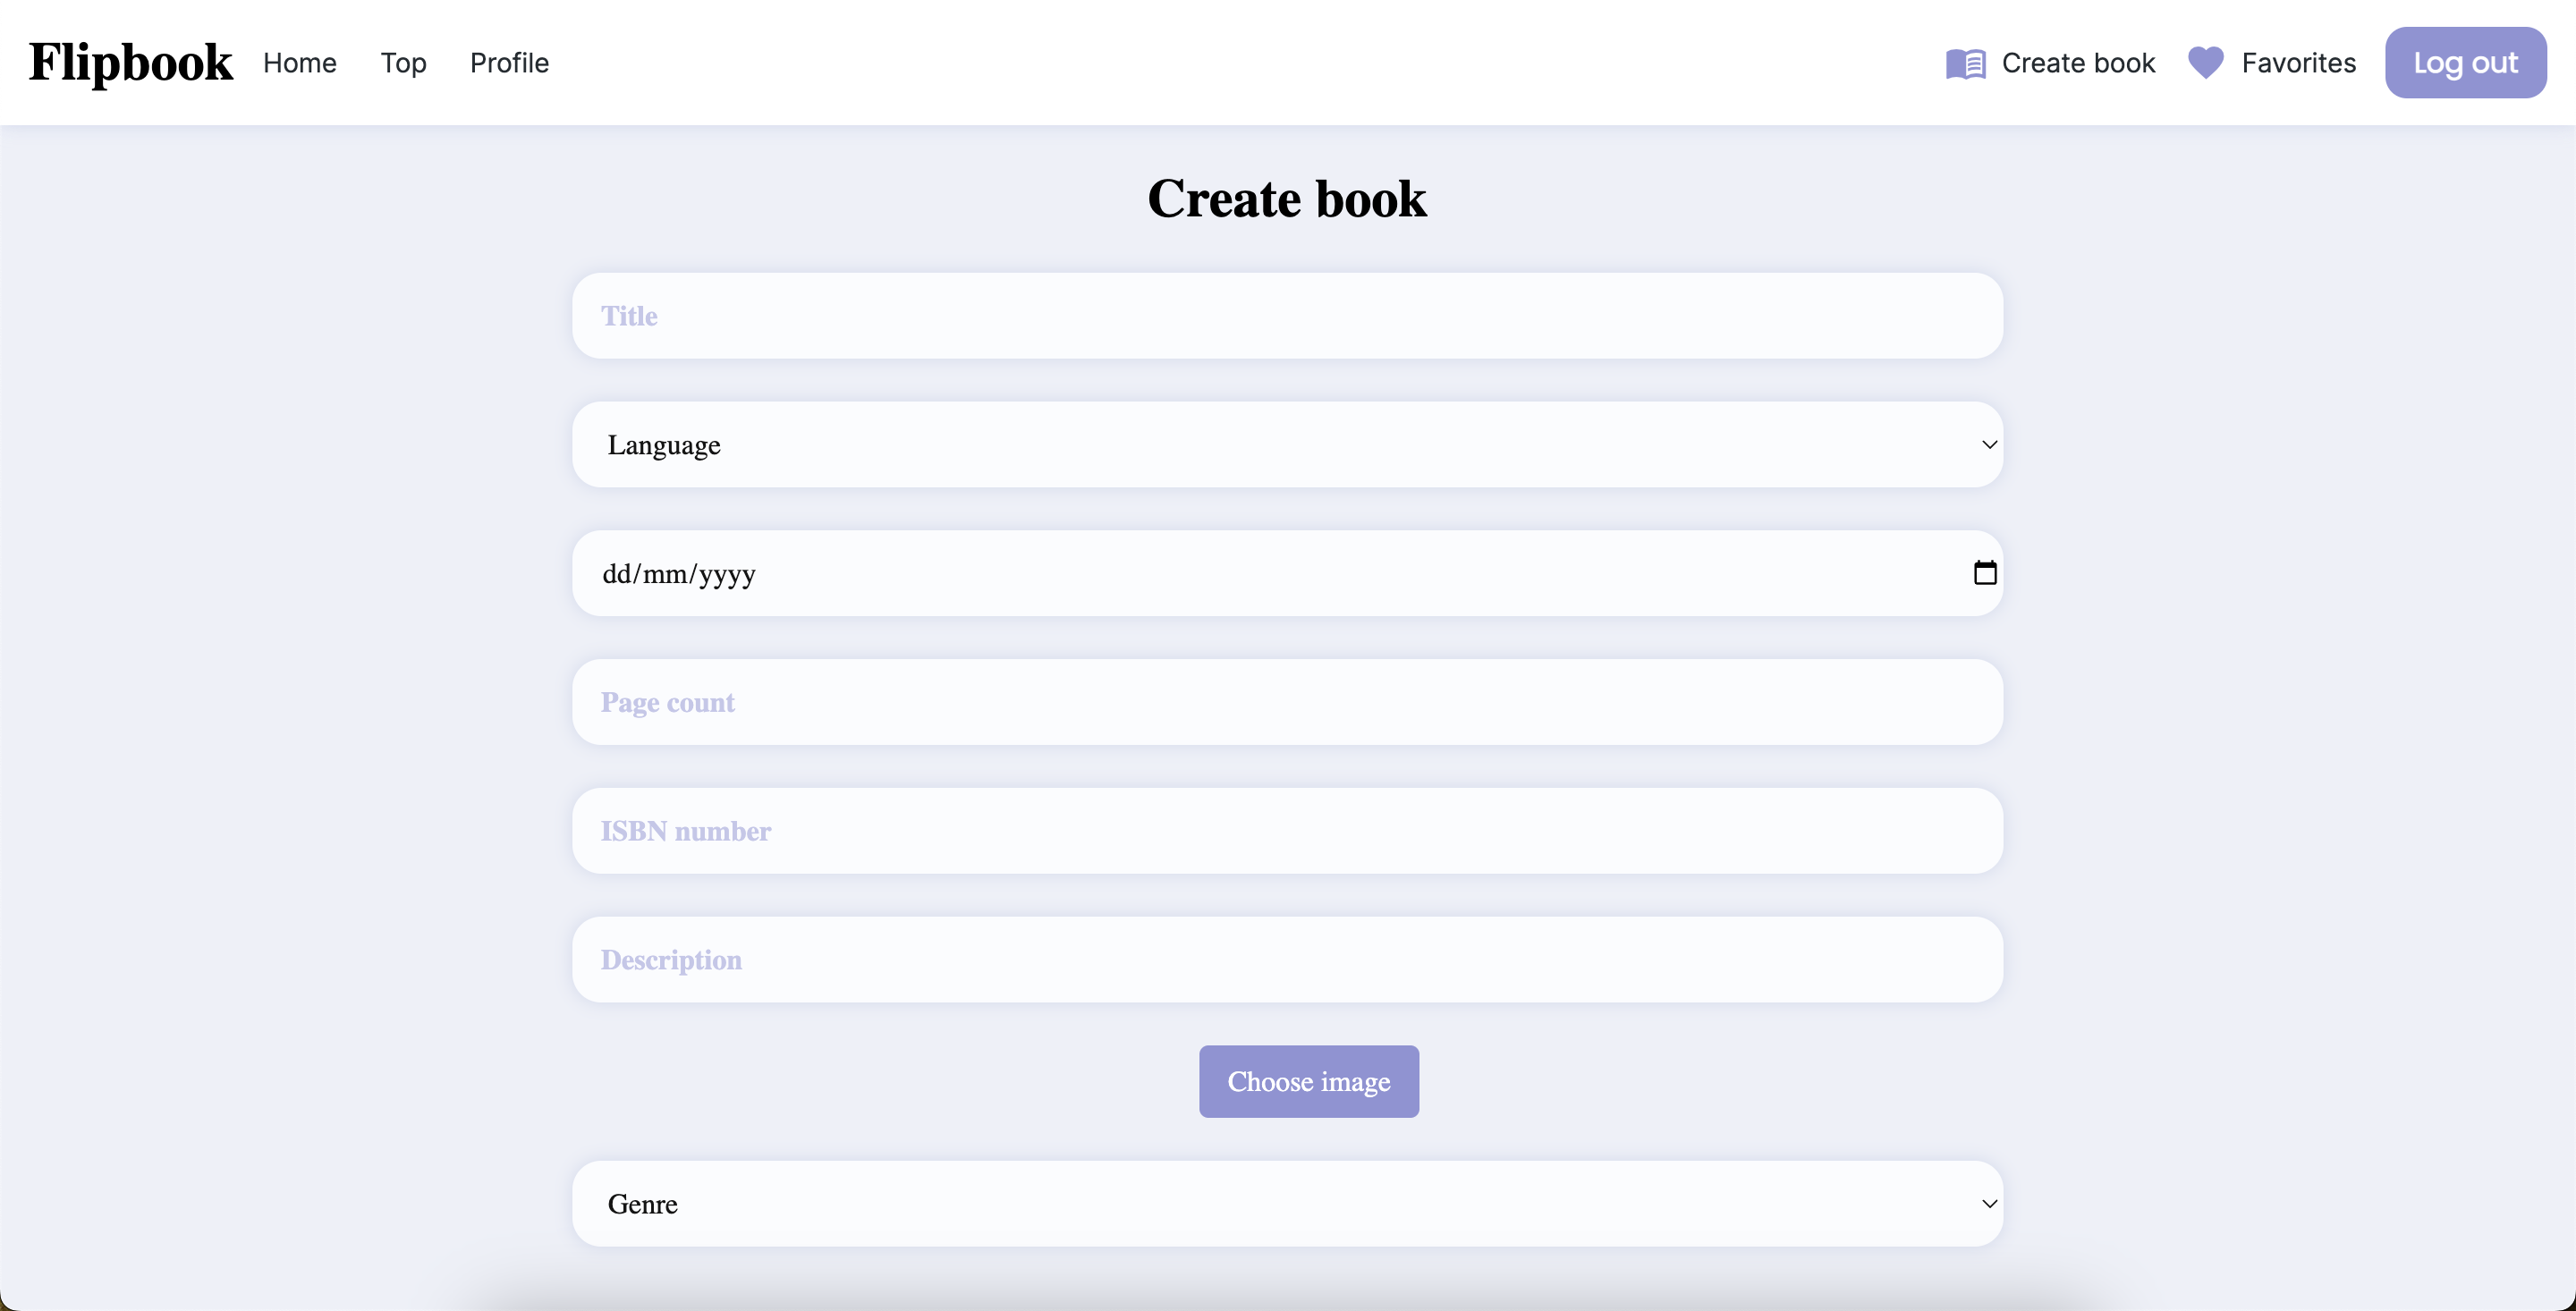 Flipbook Home Top Profile Create book Favorites Log out
Create book
Title
Language
dd/mm/yyyy
Page count
ISBN number
Description
Choose image
Genre